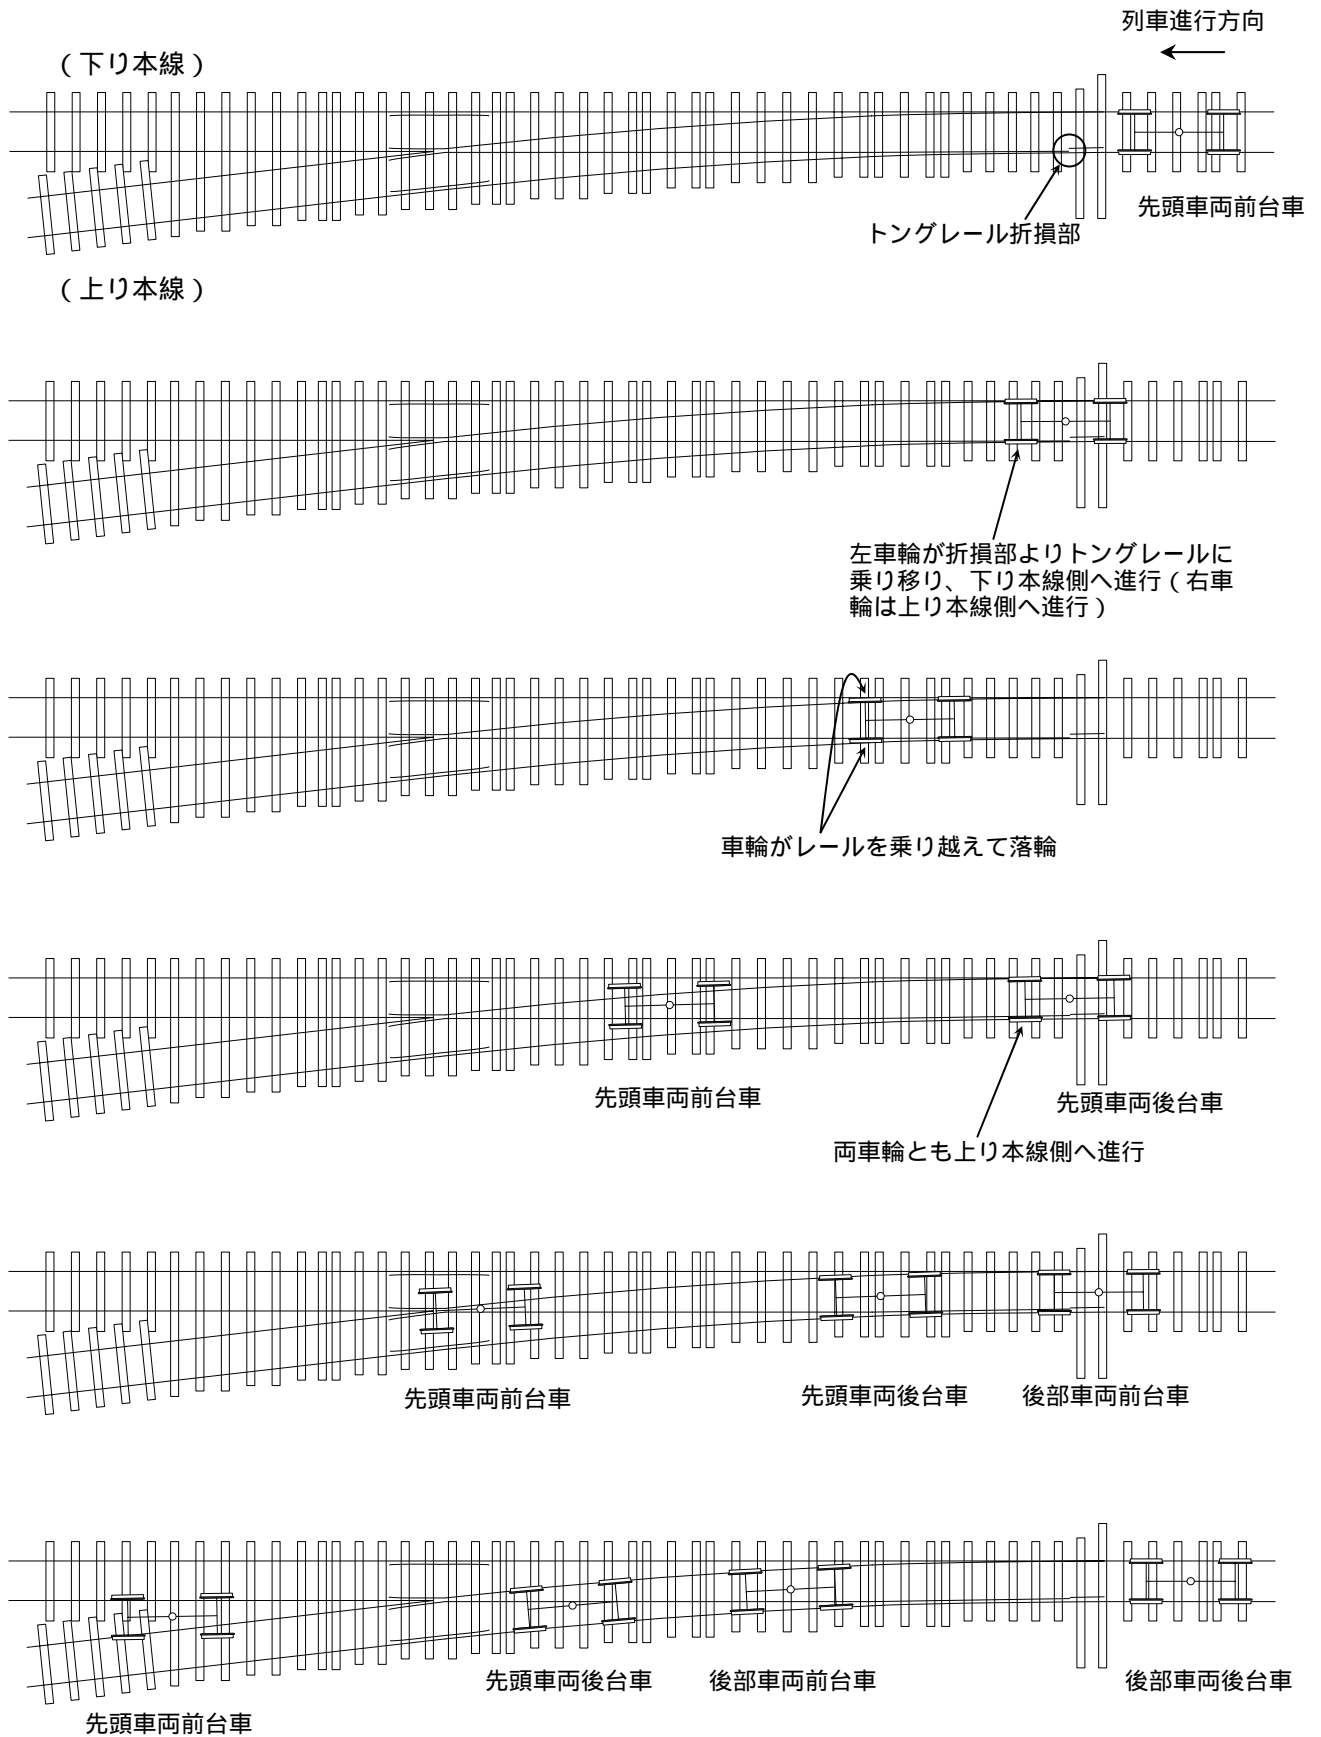 列車進行方向
（下り本線）
先頭車両前台車
トングレール折損部
（上り本線）
左車輪が折損部よりトングレールに
乗り移り、下り本線側へ進行（右車
輪は上り本線側へ進行）
車輪がレールを乗り越えて落輪
先頭車両前台車
先頭車両後台車
両車輪とも上り本線側へ進行
先頭車両前台車
先頭車両後台車
後部車両前台車
先頭車両後台車
後部車両前台車
後部車両後台車
先頭車両前台車